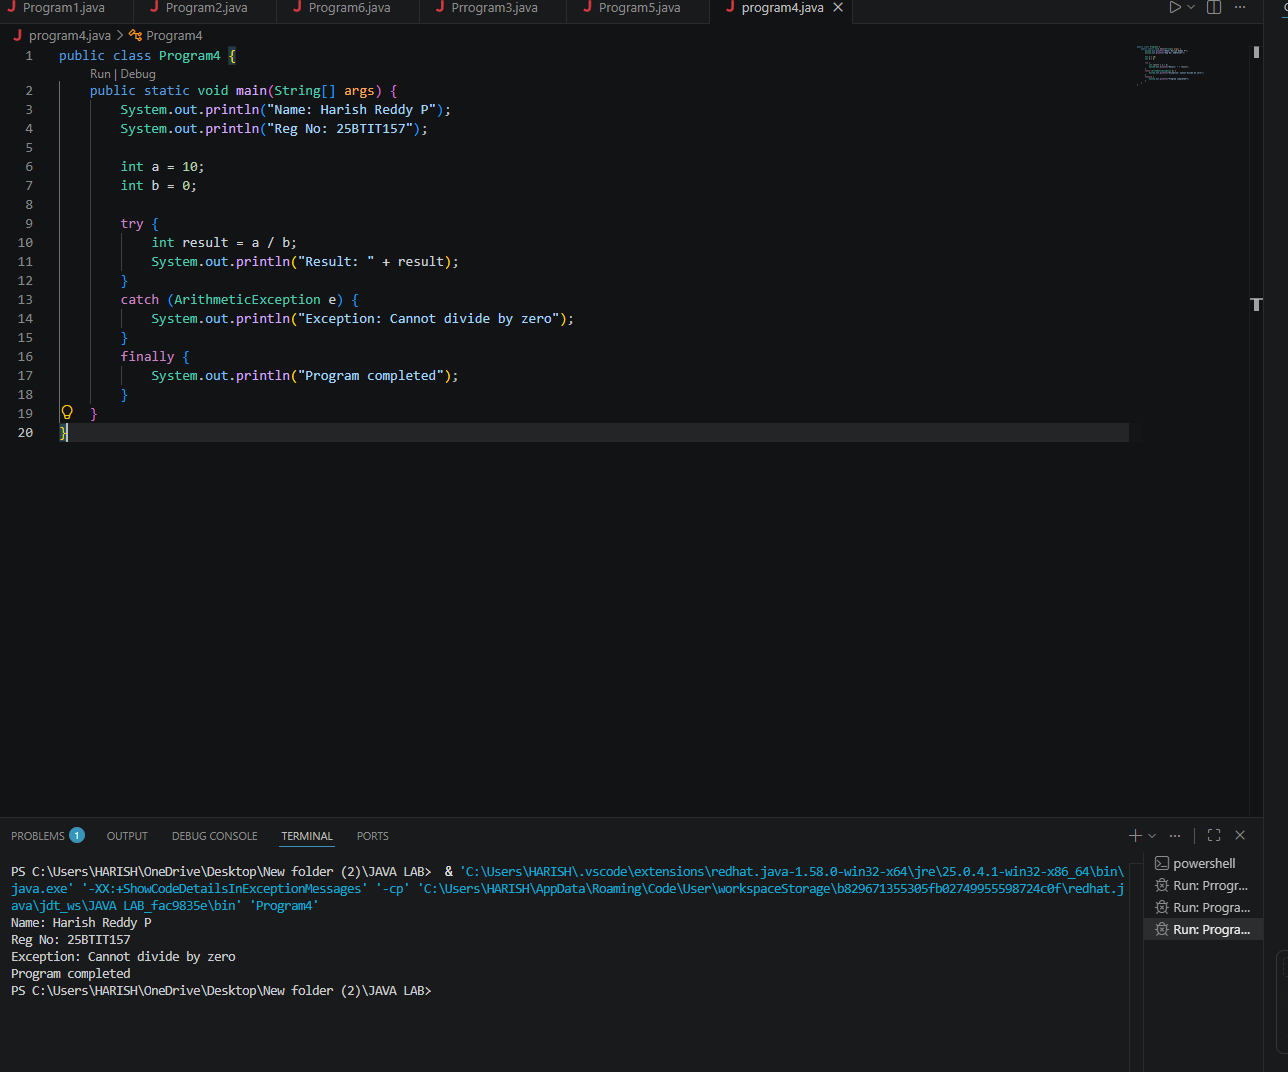 Program1.java Program2.java Program6.java Prrogram3.java Program5.java program4.java
program4.java > Program4
1 public class Program4 {
Run | Debug
2 public static void main(String[] args) {
3 System.out.println("Name: Harish Reddy P");
4 System.out.println("Reg No: 25BTIT157");
5
6 int a = 10;
7 int b = 0;
8
9 try {
10 int result = a / b;
11 System.out.println("Result: " + result);
12 }
13 catch (ArithmeticException e) {
14 System.out.println("Exception: Cannot divide by zero");
15 }
16 finally {
17 System.out.println("Program completed");
18 }
19 }
20 }
PROBLEMS 1 OUTPUT DEBUG CONSOLE TERMINAL PORTS
PS C:\Users\HARISH\OneDrive\Desktop\New folder (2)\JAVA LAB> & 'C:\Users\HARISH\.vscode\extensions\redhat.java-1.58.0-win32-x64\jre\25.0.4.1-win32-x86_64\bin\
java.exe' '-XX:+ShowCodeDetailsInExceptionMessages' '-cp' 'C:\Users\HARISH\AppData\Roaming\Code\User\workspaceStorage\b829671355305fb02749955598724c0f\redhat.j
ava\jdt_ws\JAVA LAB_fac9835e\bin' 'Program4'
Name: Harish Reddy P
Reg No: 25BTIT157
Exception: Cannot divide by zero
Program completed
PS C:\Users\HARISH\OneDrive\Desktop\New folder (2)\JAVA LAB>
powershell
Run: Prrogr...
Run: Progra...
Run: Progra...